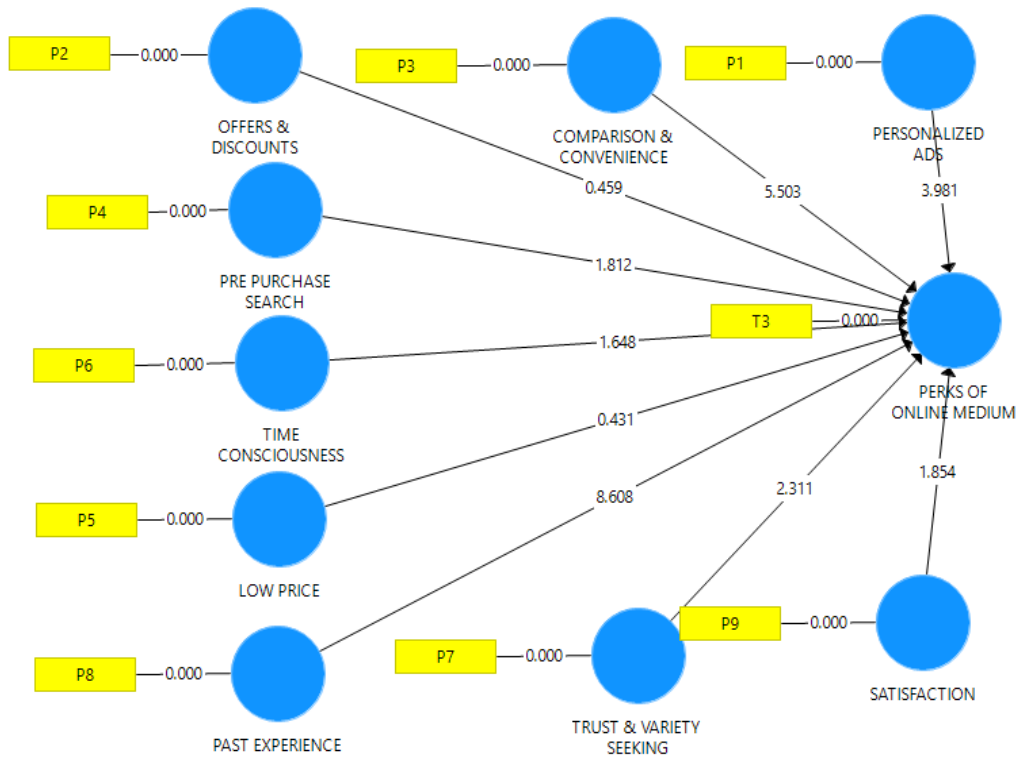 P2
0.000
OFFERS &
DISCOUNTS
P3
0.000
COMPARISON &
CONVENIENCE
P1
0.000
PERSONALIZED
ADS
0.459
5.503
3.981
P4
0.000
PRE PURCHASE
SEARCH
1.812
T3
0.000
PERKS OF
ONLINE MEDIUM
P6
0.000
TIME
CONSCIOUSNESS
1.648
0.431
P5
0.000
LOW PRICE
8.608
2.311
1.854
P8
0.000
PAST EXPERIENCE
P7
0.000
TRUST & VARIETY
SEEKING
P9
0.000
SATISFACTION